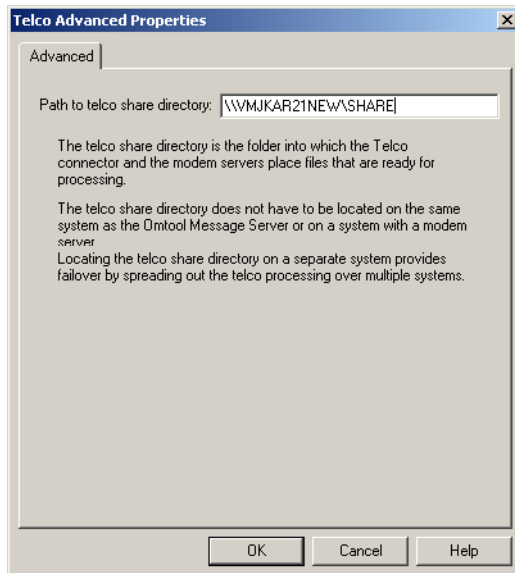 Telco Advanced Properties
Advanced
Path to telco share directory: \\VMJKAR21NEW\SHARE
The telco share directory is the folder into which the Telco
connector and the modem servers place files that are ready for
processing.
The telco share directory does not have to be located on the same
system as the Omtool Message Server or on a system with a modem
server.
Locating the telco share directory on a separate system provides
failover by spreading out the telco processing over multiple systems.
OK
Cancel
Help